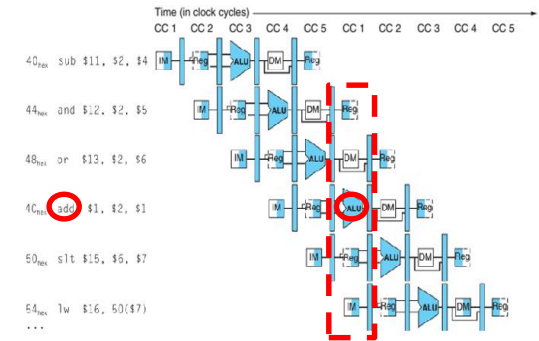 Time (in clock cycles)
CC 1 CC 2 CC 3 CC 4 CC 5 CC 1 CC 2 CC 3 CC 4 CC 5
40hex sub $11, $2, $4 IM Reg ALU DM Reg
44hex and $12, $2, $5 IM Reg ALU DM Reg
48hex or $13, $2, $6 IM Reg ALU DM Reg
4Chex add $1, $2, $1 IM Reg ALU DM Reg
50hex slt $15, $6, $7 IM Reg ALU DM Reg
54hex lw $16, 50($7) IM Reg ALU DM Reg
...